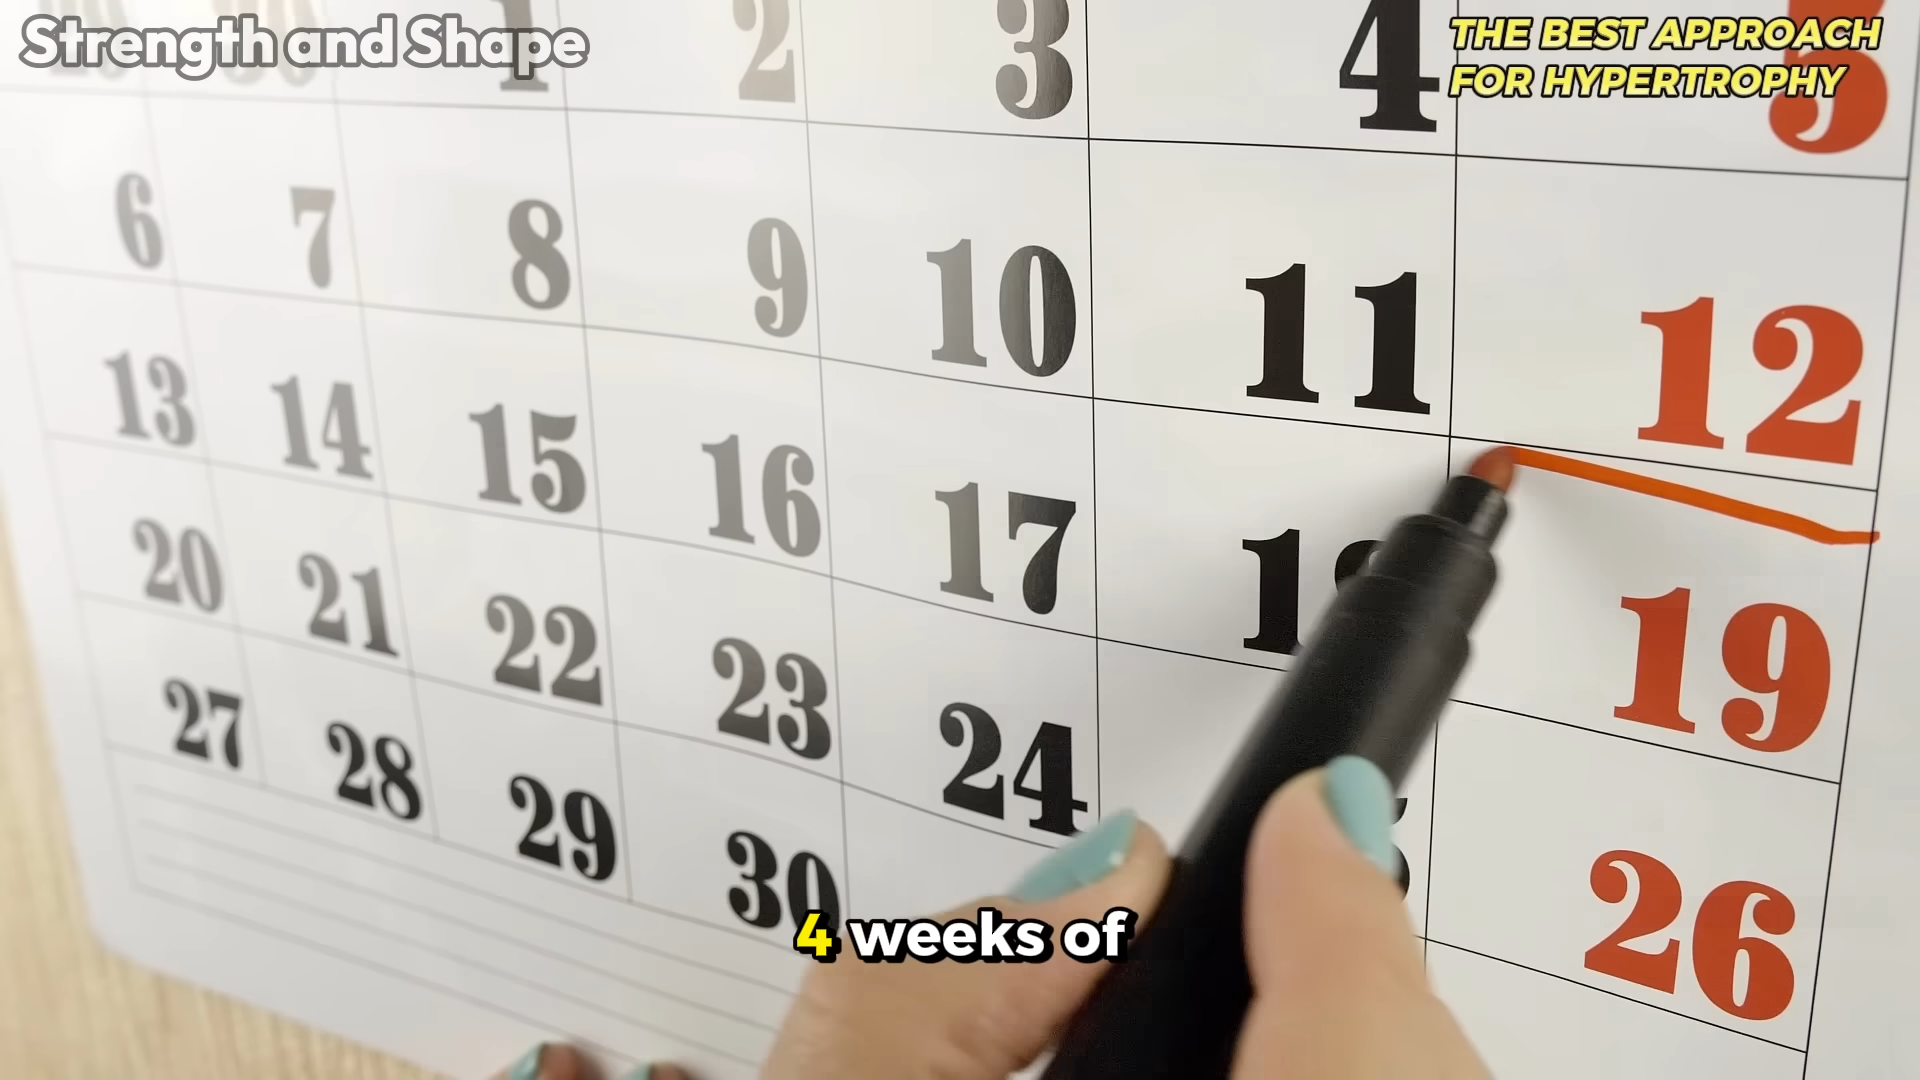 Strength and Shape
THE BEST APPROACH
FOR HYPERTROPHY
1 2 3 4 5
6 7 8 9 10 11 12
13 14 15 16 17 19
20 21 22 23 24
27 28 29 30 26
4 weeks of